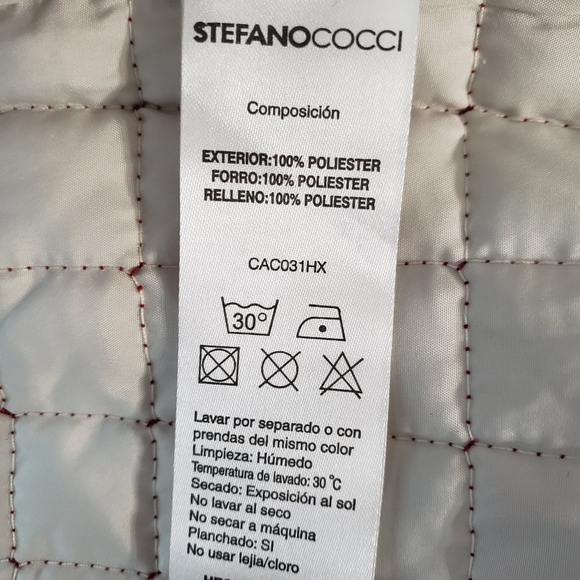 STEFANOCOCCI
Composición
EXTERIOR:100% POLIESTER
FORRO:100% POLIESTER
RELLENO:100% POLIESTER
CAC031HX
30°
Lavar por separado o con
prendas del mismo color
Limpieza: Húmedo
Temperatura de lavado: 30 °C
Secado: Exposición al sol
No lavar al seco
No secar a máquina
Planchado: SI
No usar lejia/cloro